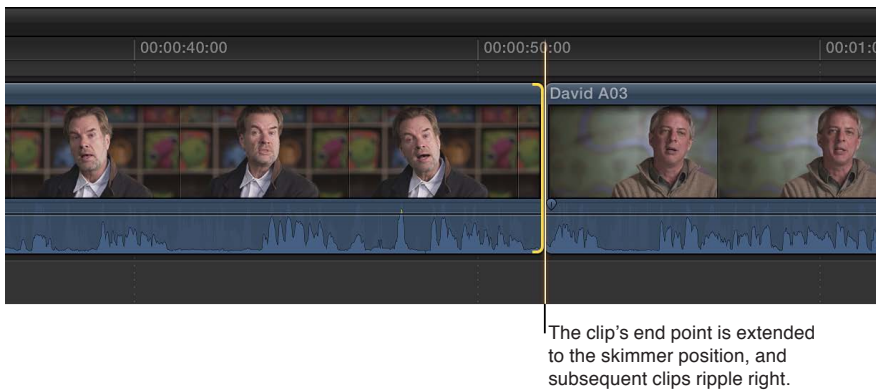 00:00:40:00 00:00:50:00 00:01:0
David A03
The clip's end point is extended
to the skimmer position, and
subsequent clips ripple right.